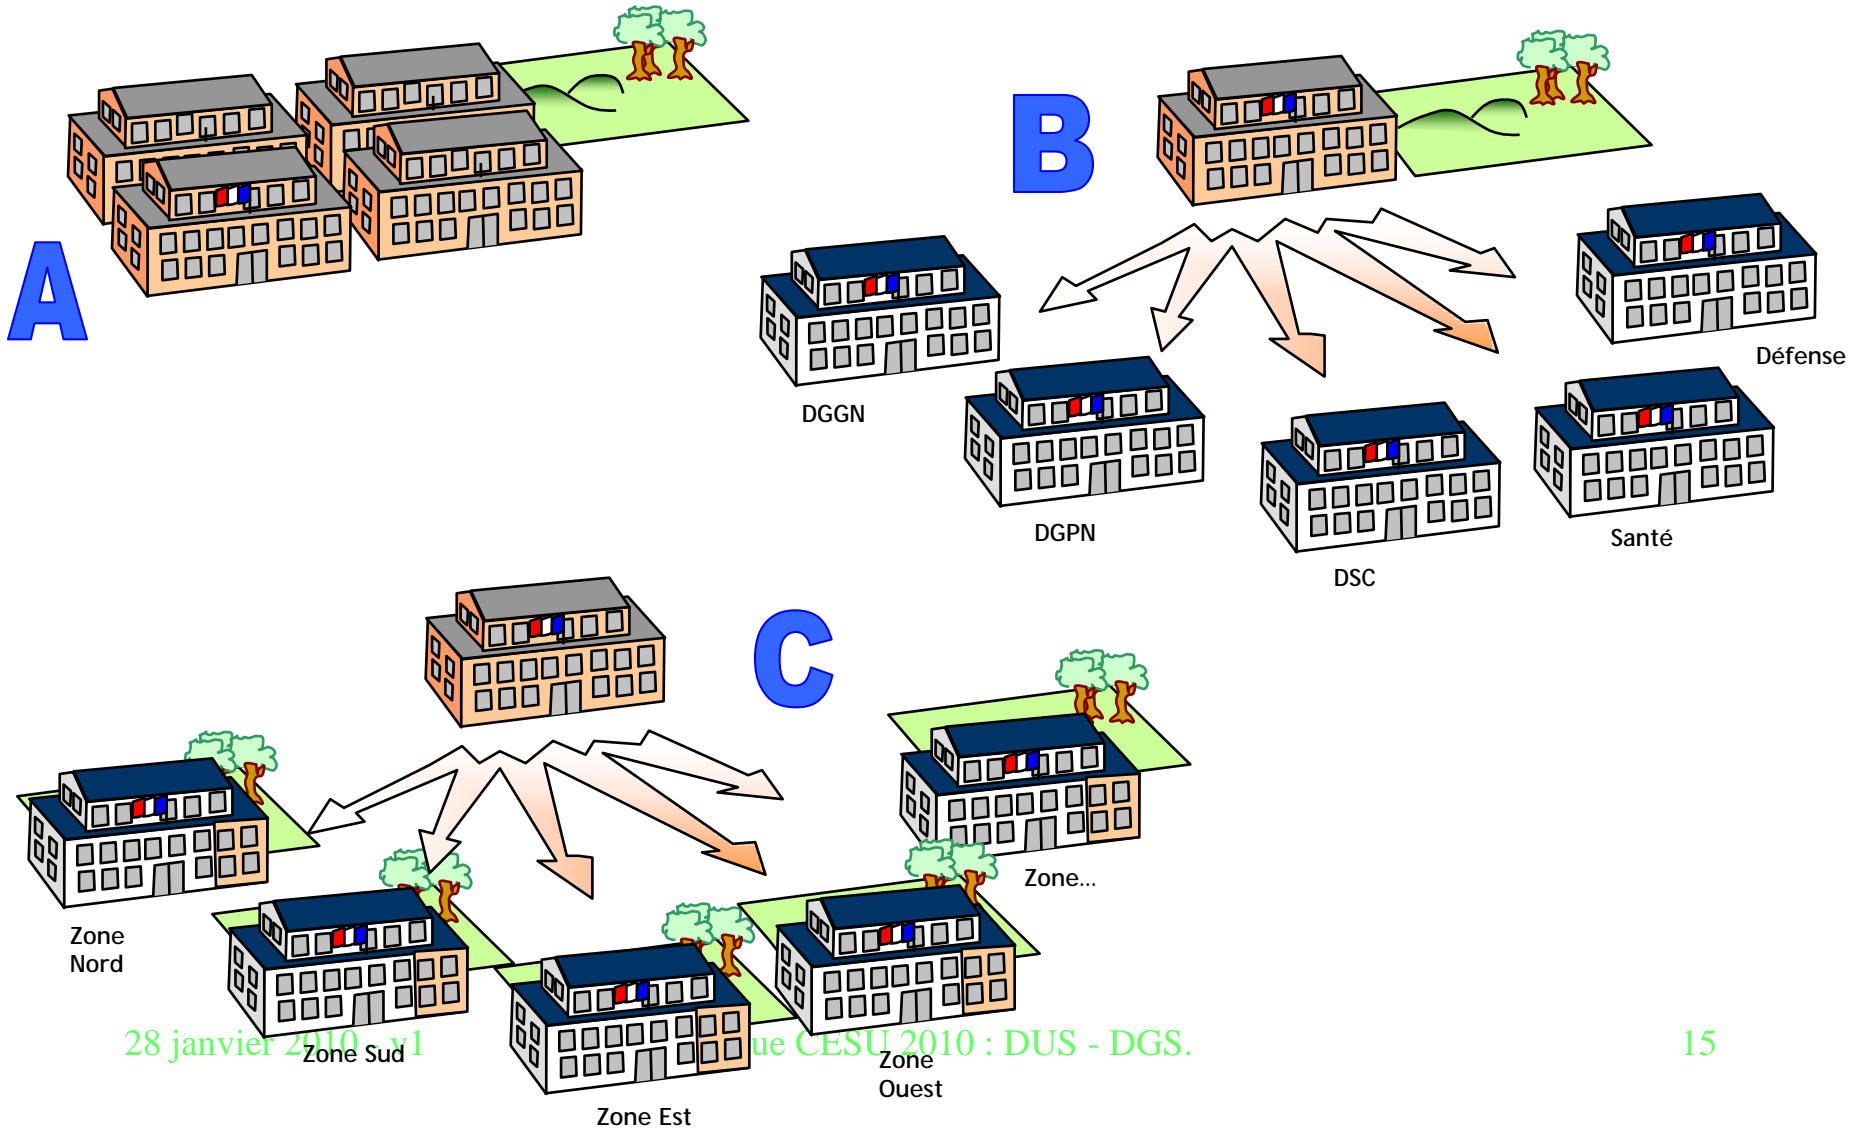 A
B
Défense
DGGN
DGPN
Santé
DSC
C
Zone...
Zone
Nord
Zone Sud
Zone
Ouest
Zone Est
28 janvier 2010 - v1
ue CESU 2010 : DUS - DGS.
15